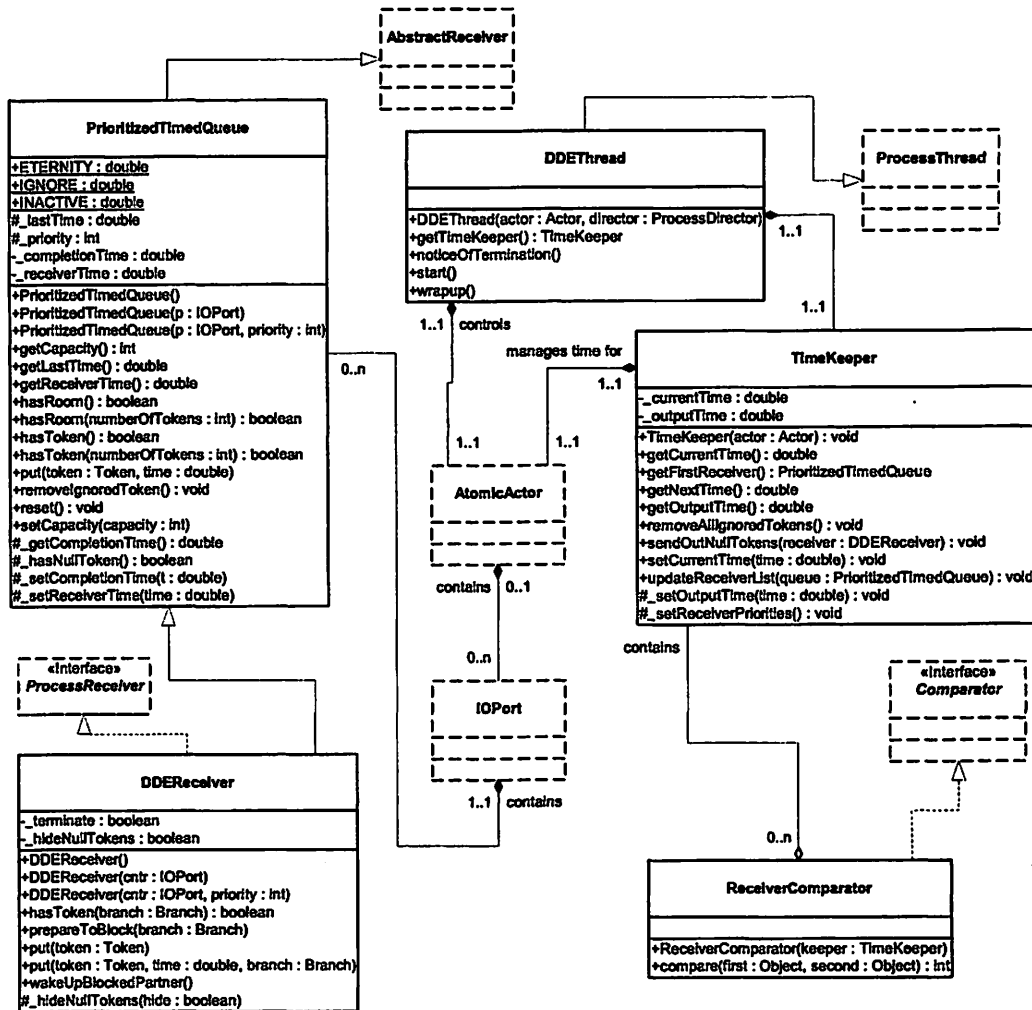 AbstractReceiver
PrioritizedTimedQueue
+ETERNITY : double
+IGNORE : double
+INACTIVE : double
#_lastTime : double
#_priority : int
-_completionTime : double
-_receiverTime : double
+PrioritizedTimedQueue()
+PrioritizedTimedQueue(p : IOPort)
+PrioritizedTimedQueue(p : IOPort, priority : int)
+getCapacity() : int
+getLastTime() : double
+getReceiverTime() : double
+hasRoom() : boolean
+hasRoom(numberOfTokens : int) : boolean
+hasToken() : boolean
+hasToken(numberOfTokens : int) : boolean
+put(token : Token, time : double)
+removeIgnoredToken() : void
+reset() : void
+setCapacity(capacity : int)
#_getCompletionTime() : double
#_hasNullToken() : boolean
#_setCompletionTime(t : double)
#_setReceiverTime(time : double)
DDEThread
+DDEThread(actor : Actor, director : ProcessDirector)
+getTimeKeeper() : TimeKeeper
+noticeOfTermination()
+start()
+wrapup()
ProcessThread
1..1
1..1
1..1
controls
1..1
manages time for
1..1
1..1
0..n
TimeKeeper
-_currentTime : double
-_outputTime : double
+TimeKeeper(actor : Actor) : void
+getCurrentTime() : double
+getFirstReceiver() : PrioritizedTimedQueue
+getNextTime() : double
+getOutputTime() : double
+removeAllIgnoredTokens() : void
+sendOutNullTokens(receiver : DDEReceiver) : void
+setCurrentTime(time : double) : void
+updateReceiverList(queue : PrioritizedTimedQueue) : void
#_setOutputTime(time : double) : void
#_setReceiverPriorities() : void
AtomicActor
contains
0..1
0..n
IOPort
1..1
contains
contains
0..n
«Interface»
ProcessReceiver
«Interface»
Comparator
DDEReceiver
-_terminate : boolean
-_hideNullTokens : boolean
+DDEReceiver()
+DDEReceiver(cntr : IOPort)
+DDEReceiver(cntr : IOPort, priority : int)
+hasToken(branch : Branch) : boolean
+prepareToBlock(branch : Branch)
+put(token : Token)
+put(token : Token, time : double, branch : Branch)
+wakeUpBlockedPartner()
#_hideNullTokens(hide : boolean)
ReceiverComparator
+ReceiverComparator(keeper : TimeKeeper)
+compare(first : Object, second : Object) : int